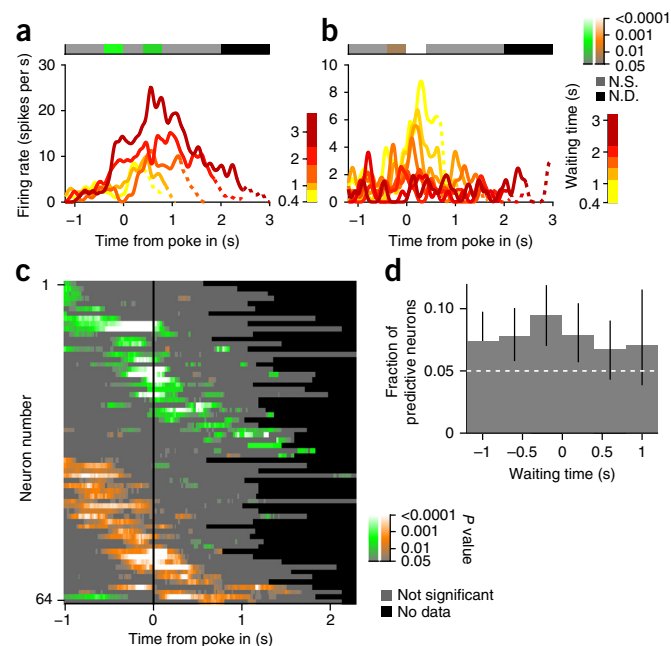 a
b
<0.0001
0.001
0.01
0.05
N.S.
N.D.
Firing rate (spikes per s)
30
20
10
0
3
2
1
0.4
–1 0 1 2 3
Time from poke in (s)
10
8
6
4
2
0
–1 0 1 2 3
Time from poke in (s)
Waiting time (s)
3
2
1
0.4
c
Neuron number
1
64
–1 0 1 2
Time from poke in (s)
d
Fraction of
predictive neurons
0.10
0.05
0
–1 –0.5 0 0.5 1
Waiting time (s)
<0.0001
0.001
0.01
0.05
P value
Not significant
No data